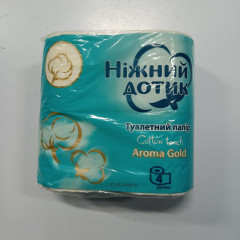 Ніжний
дотик
Туалетний папір
Cotton touch
Aroma Gold
4